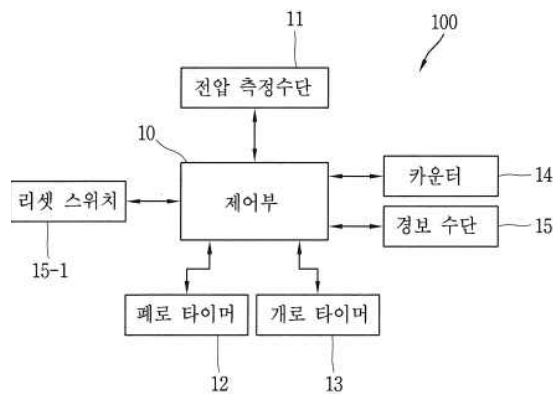 11
100
전압 측정수단
10
제어부
카운터
14
리셋 스위치
경보 수단
15
15-1
폐로 타이머
개로 타이머
12
13